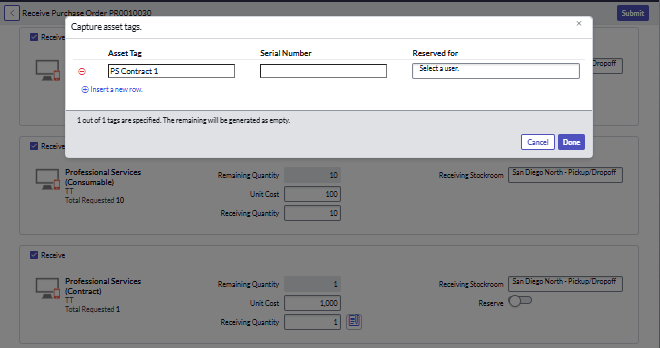 Receive Purchase Order PR0010030
Submit
Capture asset tags.
×
Receive
Asset Tag
Serial Number
Reserved for
PS Contract 1
Select a user.
Dropoff
Insert a new row.
1 out of 1 tags are specified. The remaining will be generated as empty.
Cancel
Done
Receive
Professional Services
(Consumable)
TT
Total Requested 10
Remaining Quantity 10
Unit Cost 100
Receiving Quantity 10
Receiving Stockroom San Diego North - Pickup/Dropoff
Receive
Professional Services
(Contract)
TT
Total Requested 1
Remaining Quantity 1
Unit Cost 1,000
Receiving Quantity 1
Receiving Stockroom San Diego North - Pickup/Dropoff
Reserve